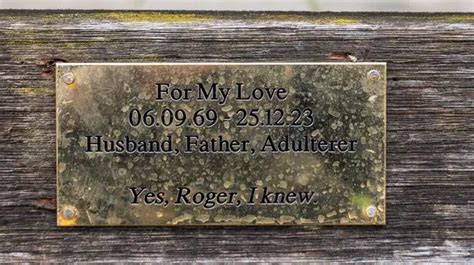 For My Love
06.09.69 - 25.12.23
Husband, Father, Adulterer
Yes, Roger, I knew.